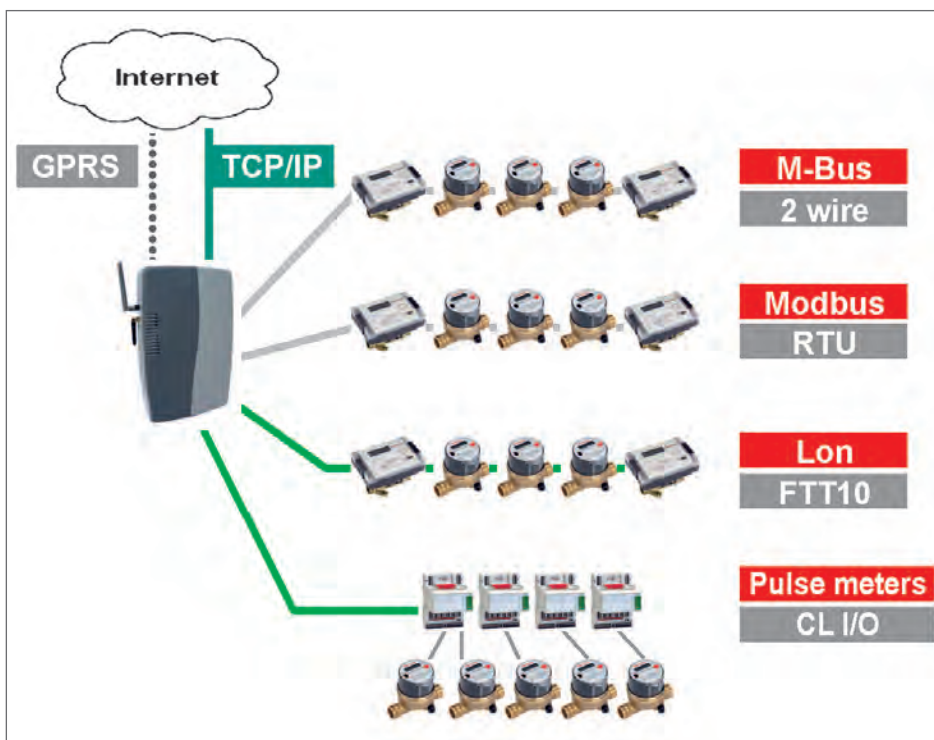 Internet
GPRS
TCP/IP
M-Bus
2 wire
Modbus
RTU
Lon
FTT10
Pulse meters
CL I/O